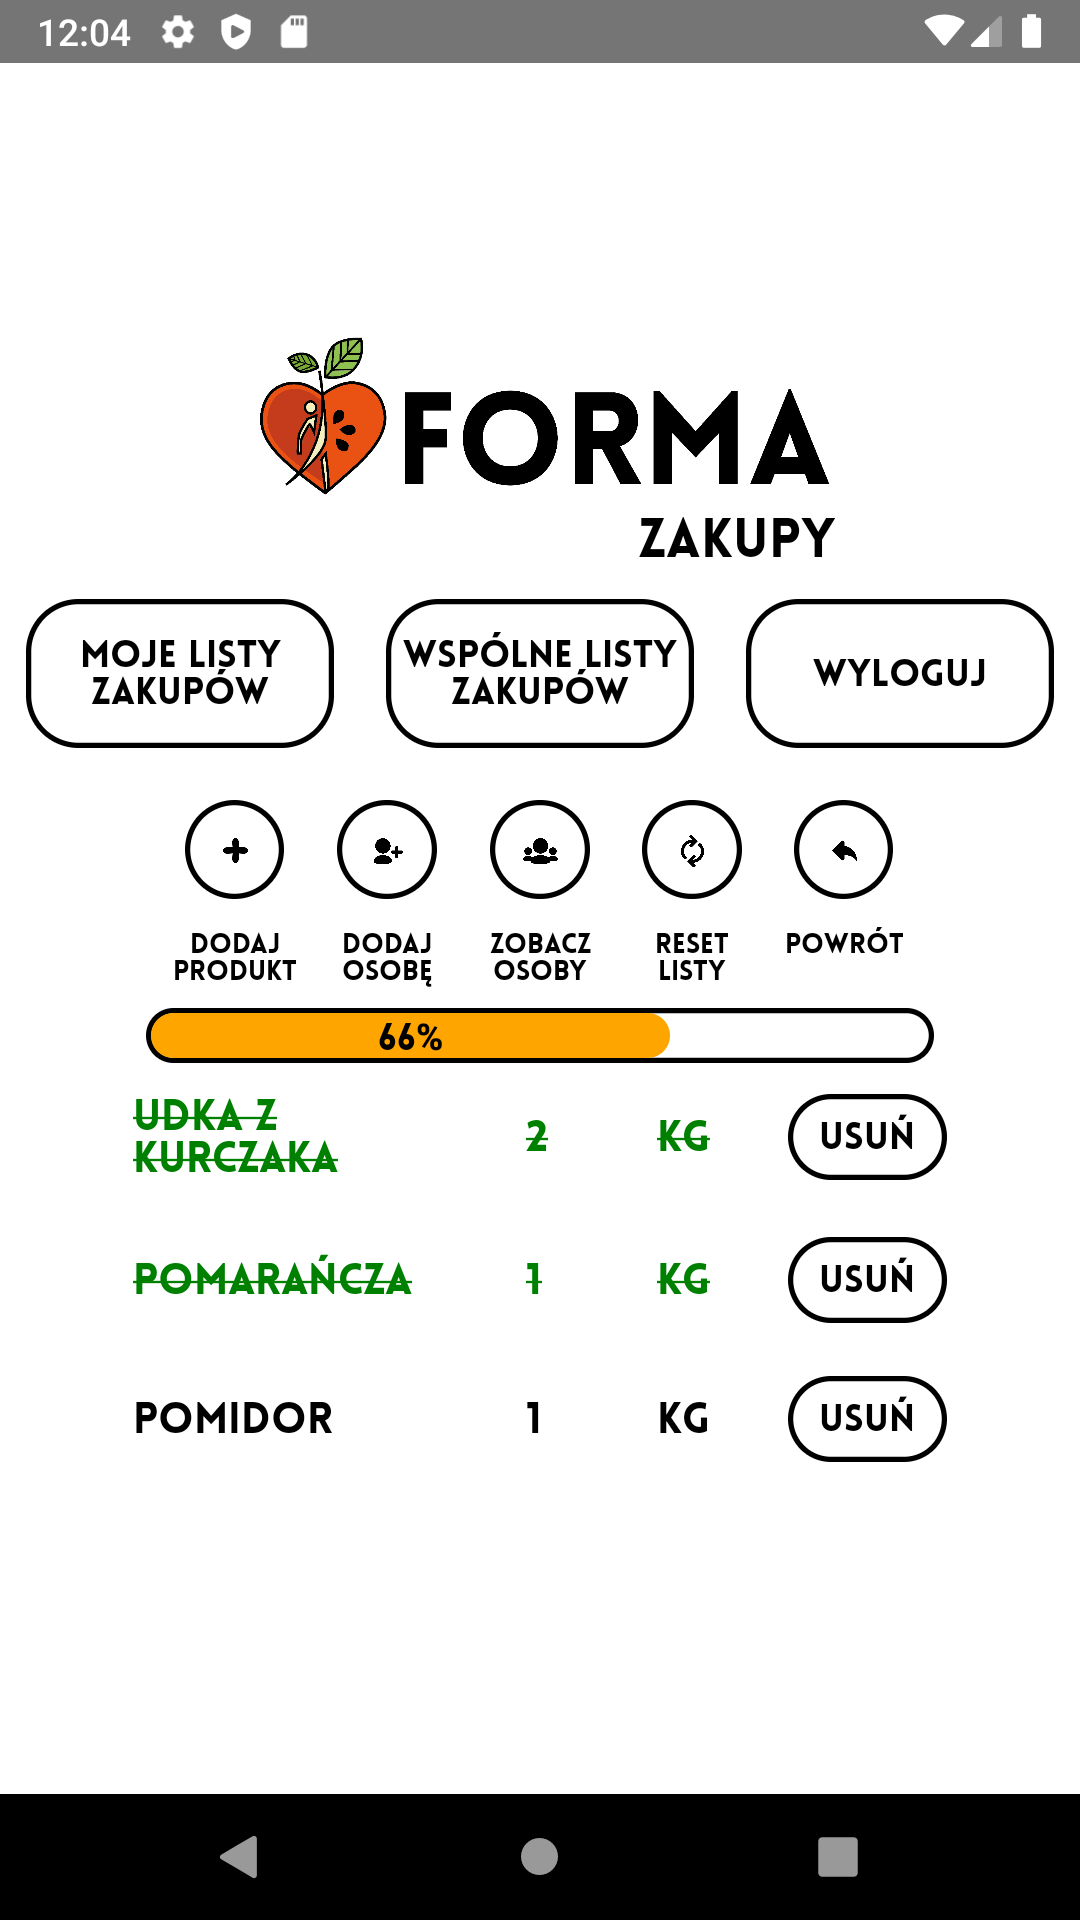 12:04
FORMA
ZAKUPY
MOJE LISTY
ZAKUPÓW
WSPÓLNE LISTY
ZAKUPÓW
WYLOGUJ
DODAJ
PRODUKT
DODAJ
OSOBĘ
ZOBACZ
OSOBY
RESET
LISTY
POWRÓT
66%
UDKA Z
KURCZAKA
2
KG
USUŃ
POMARAŃCZA
1
KG
USUŃ
POMIDOR
1
KG
USUŃ